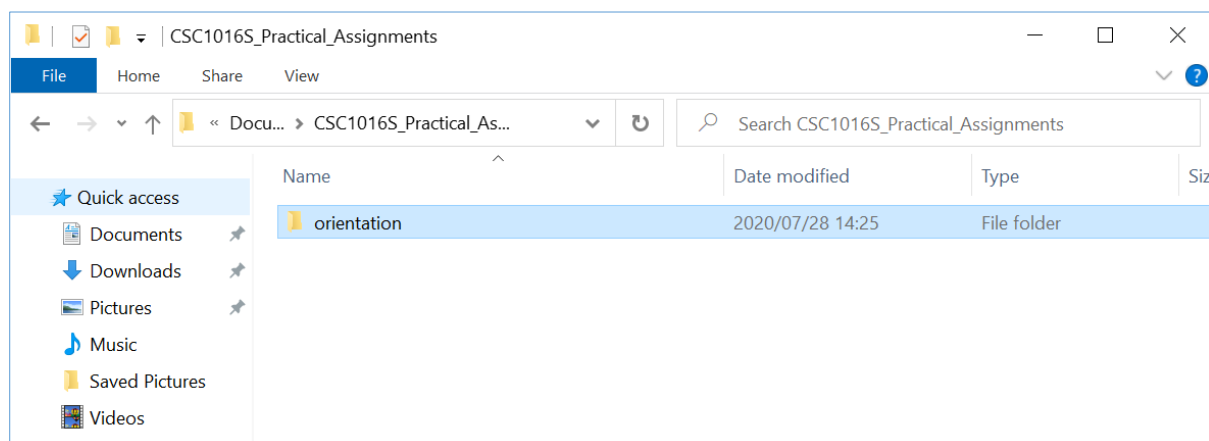 CSC1016S_Practical_Assignments
File Home Share View
« Docu... > CSC1016S_Practical_As... Search CSC1016S_Practical_Assignments
Name Date modified Type Siz
Quick access
orientation 2020/07/28 14:25 File folder
Documents
Downloads
Pictures
Music
Saved Pictures
Videos